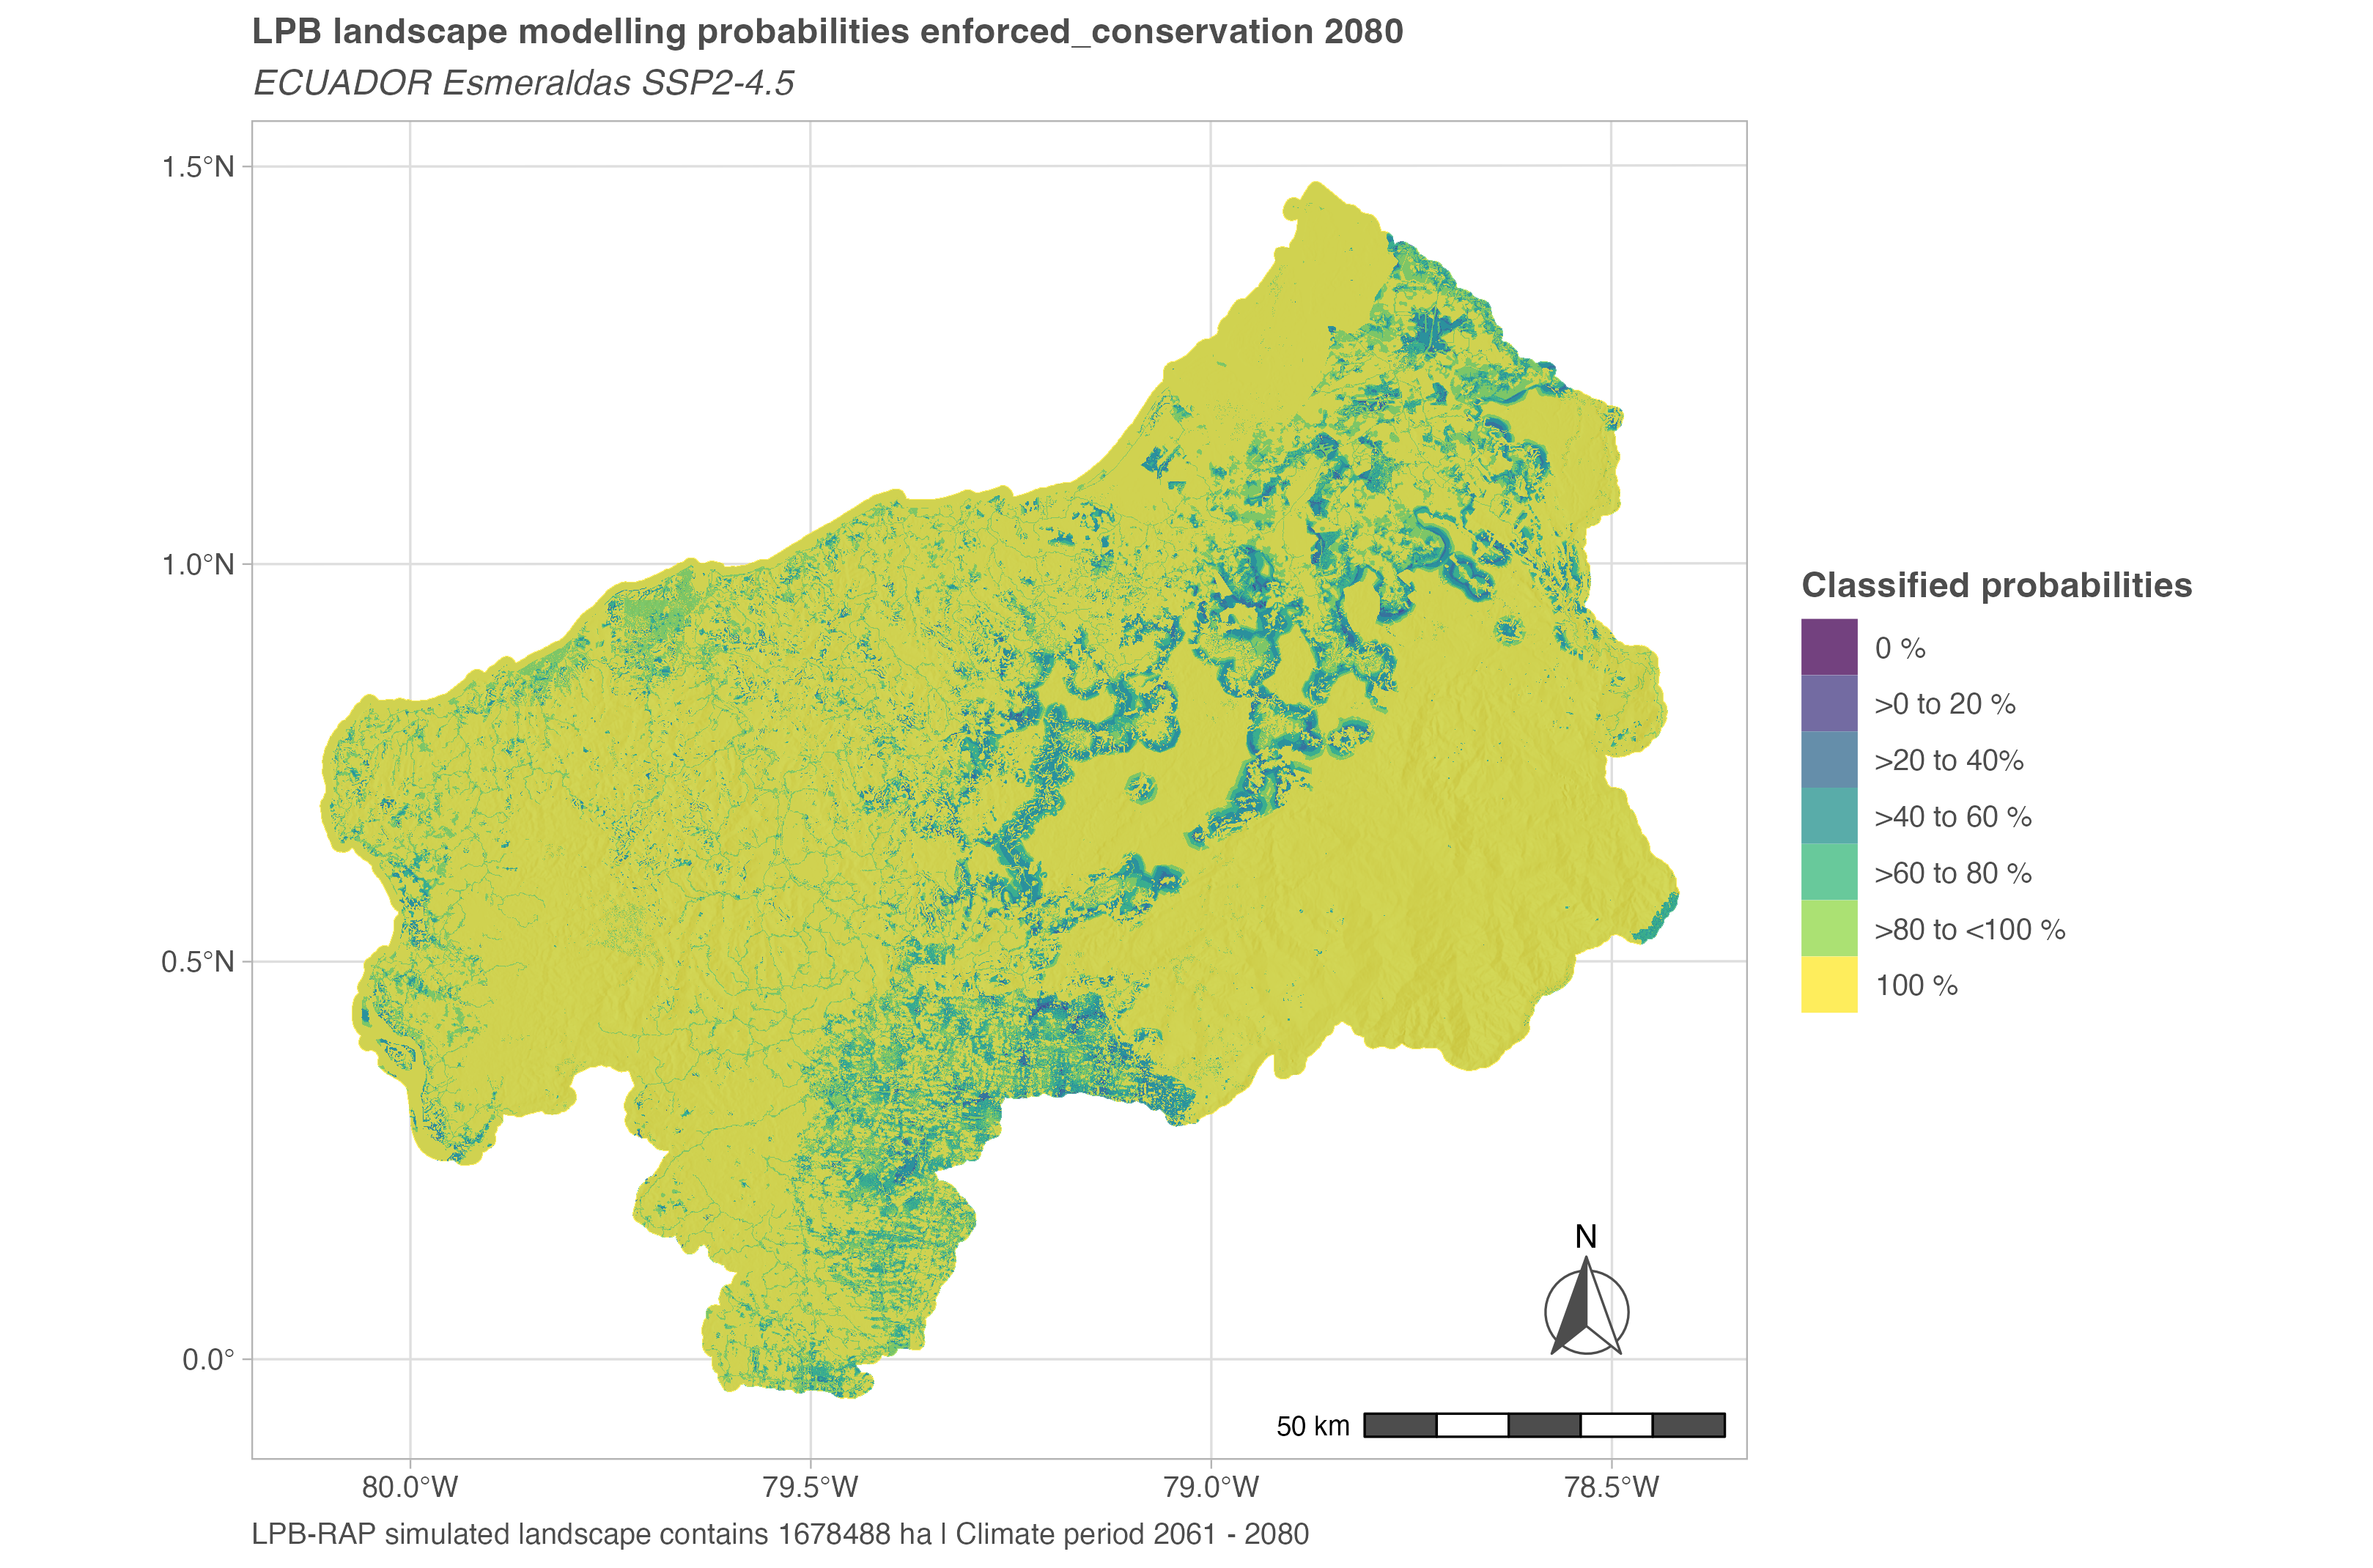 LPB landscape modelling probabilities enforced_conservation 2080
ECUADOR Esmeraldas SSP2-4.5
1.5°N
1.0°N
0.5°N
0.0°
80.0°W
79.5°W
79.0°W
78.5°W
N
50 km
Classified probabilities
0 %
>0 to 20 %
>20 to 40%
>40 to 60 %
>60 to 80 %
>80 to <100 %
100 %
LPB-RAP simulated landscape contains 1678488 ha | Climate period 2061 - 2080